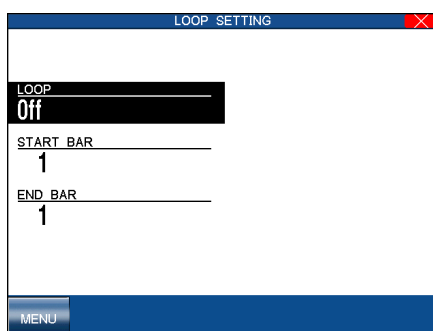 LOOP SETTING
LOOP
Off
START BAR
1
END BAR
1
MENU